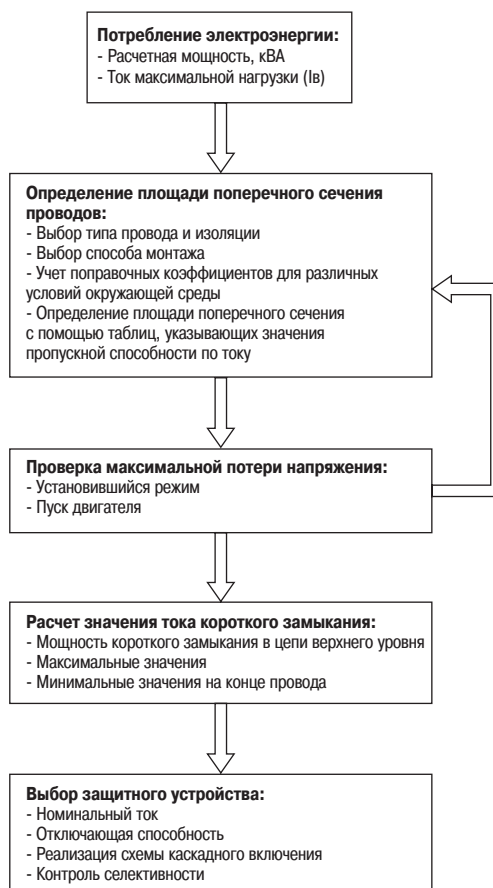 Потребление электроэнергии:
- Расчетная мощность, кВА
- Ток максимальной нагрузки (Iв)
Определение площади поперечного сечения
проводов:
- Выбор типа провода и изоляции
- Выбор способа монтажа
- Учет поправочных коэффициентов для различных
условий окружающей среды
- Определение площади поперечного сечения
с помощью таблиц, указывающих значения
пропускной способности по току
Проверка максимальной потери напряжения:
- Установившийся режим
- Пуск двигателя
Расчет значения тока короткого замыкания:
- Мощность короткого замыкания в цепи верхнего уровня
- Максимальные значения
- Минимальные значения на конце провода
Выбор защитного устройства:
- Номинальный ток
- Отключающая способность
- Реализация схемы каскадного включения
- Контроль селективности